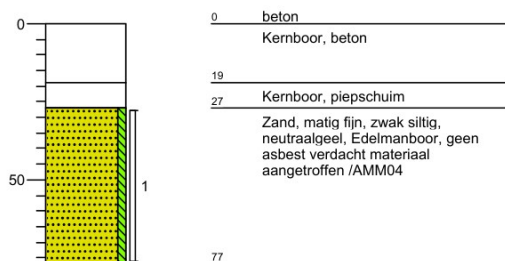 0
0 beton
Kernboor, beton
19
27 Kernboor, piepschuim
Zand, matig fijn, zwak siltig,
neutraalgeel, Edelmanboor, geen
asbest verdacht materiaal
aangetroffen /AMM04
50
1
77